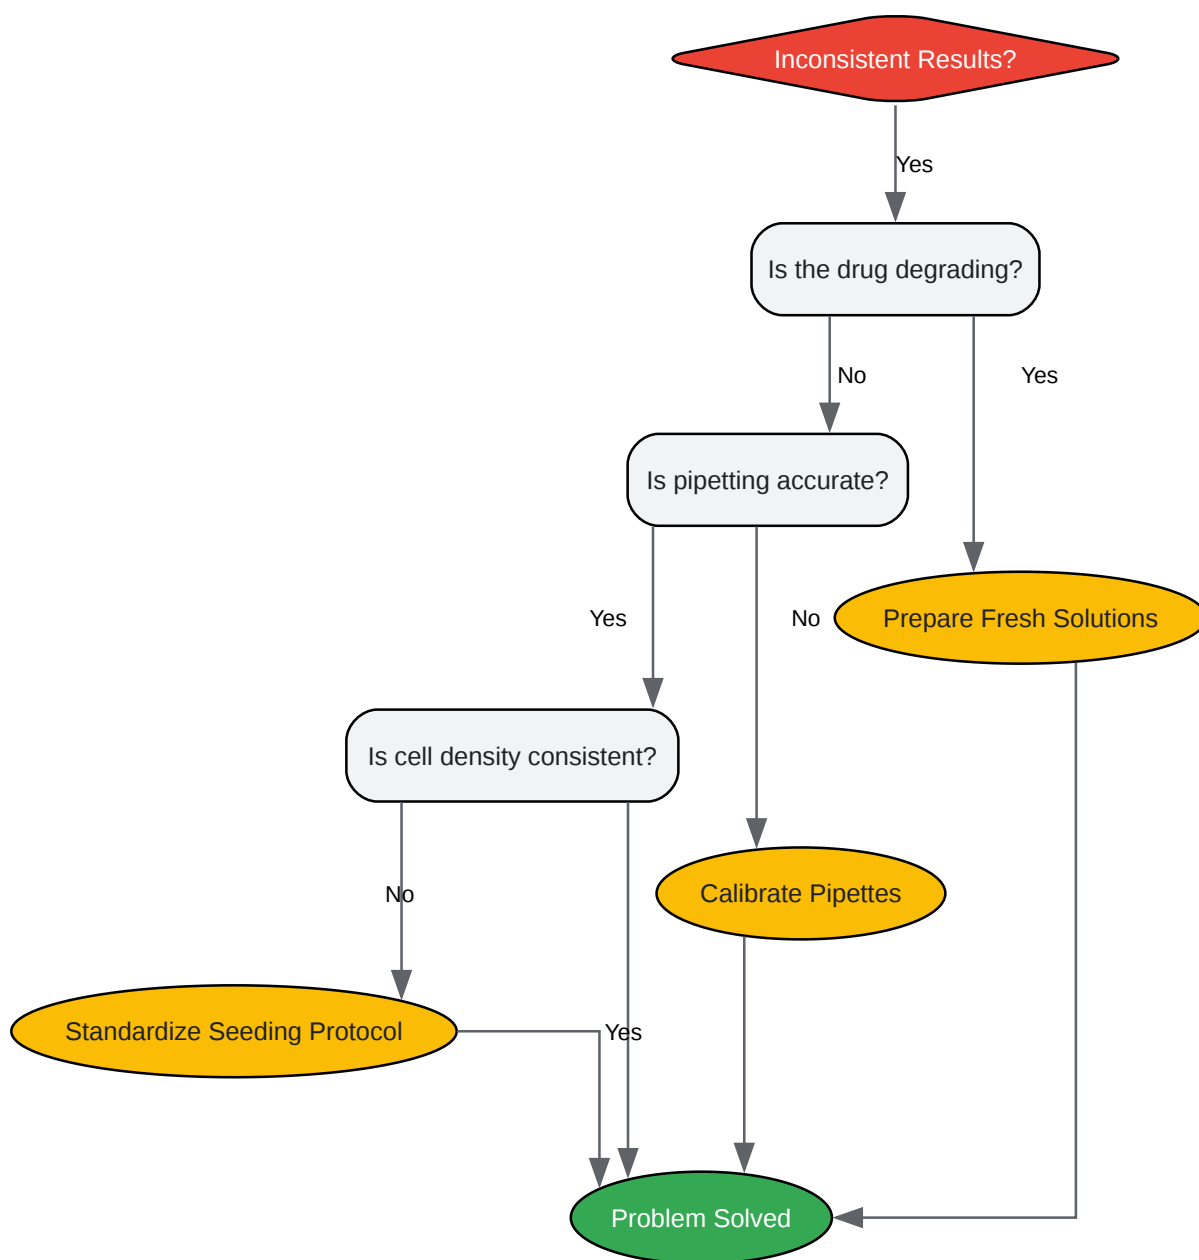 Inconsistent Results?
Yes
Is the drug degrading?
No
Yes
Is pipetting accurate?
Yes
No
Prepare Fresh Solutions
Is cell density consistent?
No
Calibrate Pipettes
Standardize Seeding Protocol
Yes
Problem Solved